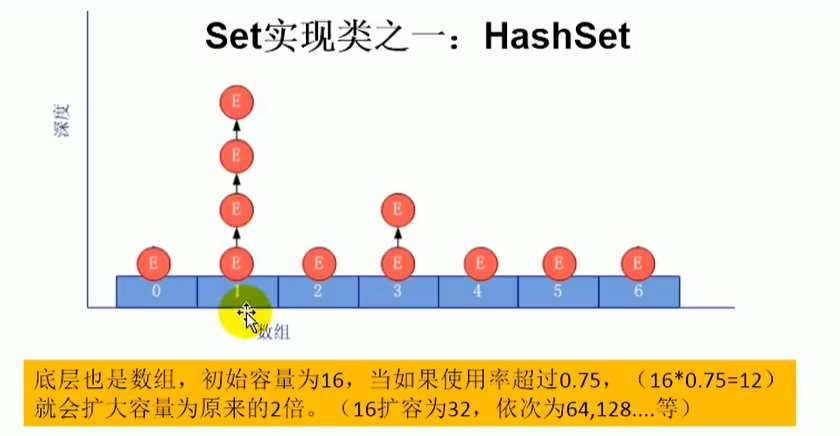 Set实现类之一：HashSet
深度
E
E
E
E
E
E
E
E
E
E
E
0
1
2
3
4
5
6
数组
底层也是数组，初始容量为16，当如果使用率超过0.75，（16*0.75=12）
就会扩大容量为原来的2倍。（16扩容为32，依次为64,128....等）